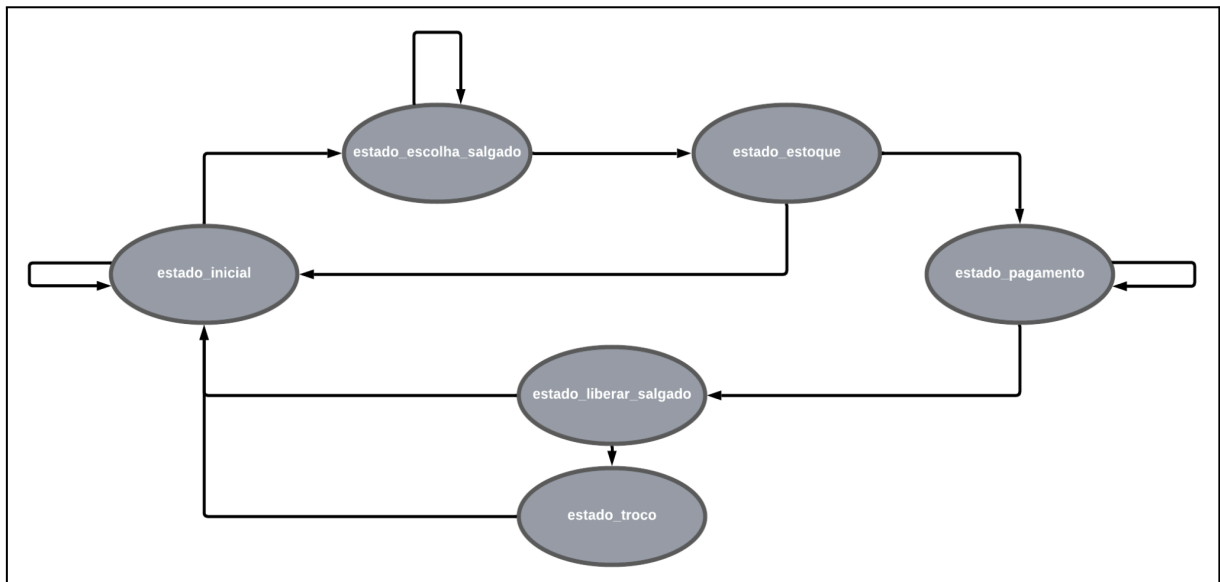 estado_escolha_salgado
estado_estoque
estado_inicial
estado_pagamento
estado_liberar_salgado
estado_troco